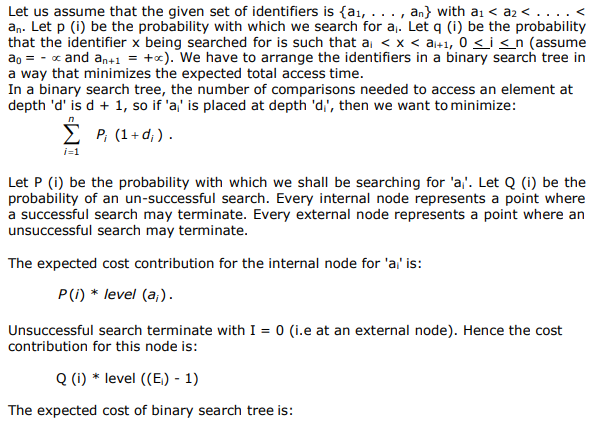 Let us assume that the given set of identifiers is {a₁, . . . , aₙ} with a₁ < a₂ < . . . . <
aₙ. Let p (i) be the probability with which we search for aᵢ. Let q (i) be the probability
that the identifier x being searched for is such that aᵢ < x < aᵢ₊₁, 0 ≤ i ≤ n (assume
a₀ = - ∝ and aₙ₊₁ = +∝). We have to arrange the identifiers in a binary search tree in
a way that minimizes the expected total access time.
In a binary search tree, the number of comparisons needed to access an element at
depth 'd' is d + 1, so if 'aᵢ' is placed at depth 'dᵢ', then we want to minimize:
n
∑ Pᵢ (1 + dᵢ) .
i=1
Let P (i) be the probability with which we shall be searching for 'aᵢ'. Let Q (i) be the
probability of an un-successful search. Every internal node represents a point where
a successful search may terminate. Every external node represents a point where an
unsuccessful search may terminate.
The expected cost contribution for the internal node for 'aᵢ' is:
P(i) * level (aᵢ) .
Unsuccessful search terminate with I = 0 (i.e at an external node). Hence the cost
contribution for this node is:
Q (i) * level ((Eᵢ) - 1)
The expected cost of binary search tree is: